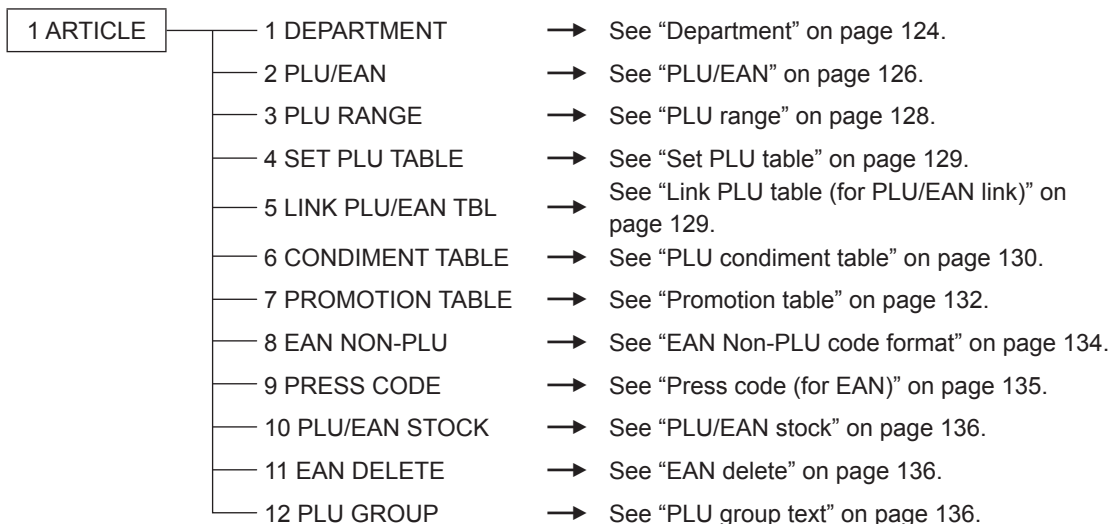 1 ARTICLE
1 DEPARTMENT See “Department” on page 124.
2 PLU/EAN See “PLU/EAN” on page 126.
3 PLU RANGE See “PLU range” on page 128.
4 SET PLU TABLE See “Set PLU table” on page 129.
5 LINK PLU/EAN TBL See “Link PLU table (for PLU/EAN link)” on
page 129.
6 CONDIMENT TABLE See “PLU condiment table” on page 130.
7 PROMOTION TABLE See “Promotion table” on page 132.
8 EAN NON-PLU See “EAN Non-PLU code format” on page 134.
9 PRESS CODE See “Press code (for EAN)” on page 135.
10 PLU/EAN STOCK See “PLU/EAN stock” on page 136.
11 EAN DELETE See “EAN delete” on page 136.
12 PLU GROUP See “PLU group text” on page 136.